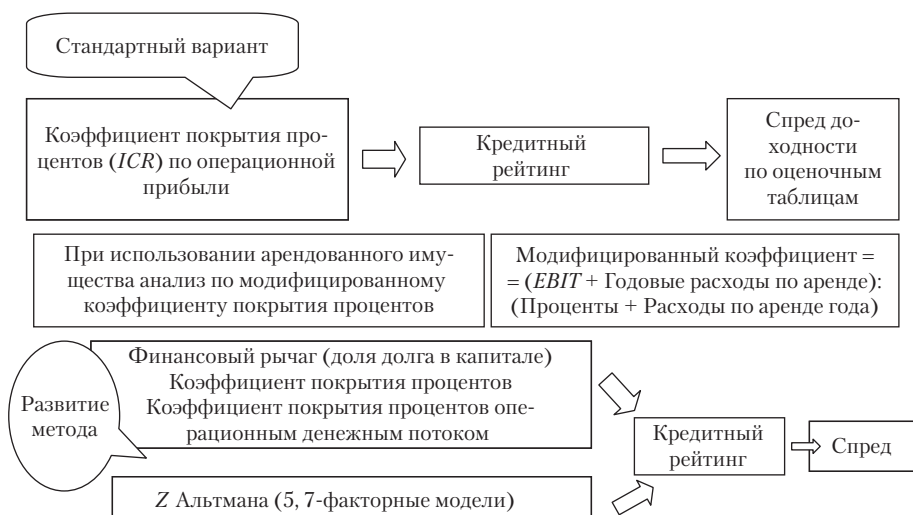 Стандартный вариант
Коэффициент покрытия про-
центов (ICR) по операционной
прибыли
Кредитный
рейтинг
Спред до-
ходности
по оценочным
таблицам
При использовании арендованного иму-
щества анализ по модифицированному
коэффициенту покрытия процентов
Модифицированный коэффициент =
= (EBIT + Годовые расходы по аренде):
(Проценты + Расходы по аренде года)
Развитие
метода
Финансовый рычаг (доля долга в капитале)
Коэффициент покрытия процентов
Коэффициент покрытия процентов опе-
рационным денежным потоком
Z Альтмана (5, 7-факторные модели)
Кредитный
рейтинг
Спред